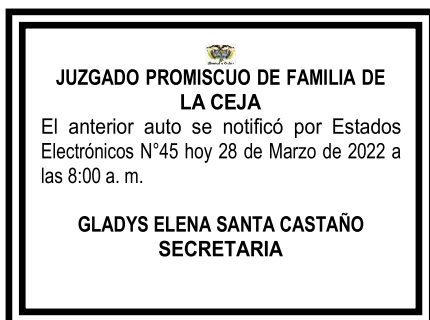 JUZGADO PROMISCUO DE FAMILIA DE
LA CEJA
El anterior auto se notificó por Estados
Electrónicos N°45 hoy 28 de Marzo de 2022 a
las 8:00 a. m.
GLADYS ELENA SANTA CASTAÑO
SECRETARIA